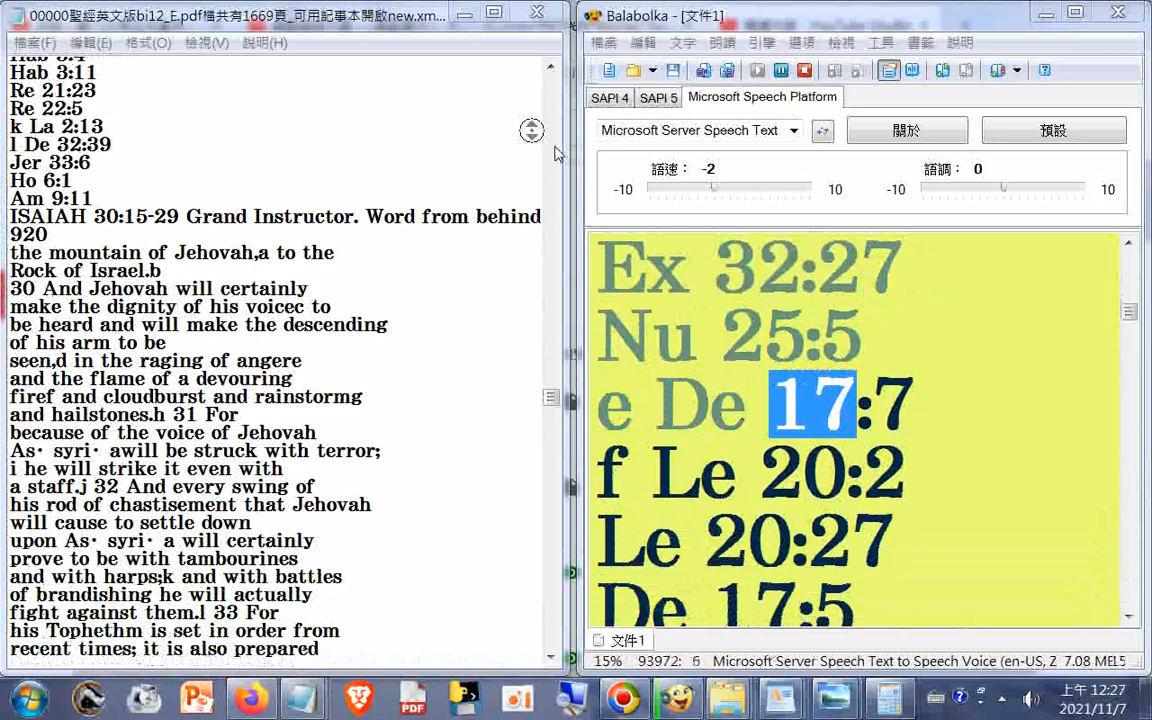 00000聖經英文版bi12_E.pdf檔共有1669頁_可用記事本開啟new.xm...
檔案(F) 編輯(E) 格式(O) 檢視(V) 說明(H)
Hab 3:4
Hab 3:11
Re 21:23
Re 22:5
k La 2:13
l De 32:39
Jer 33:6
Ho 6:1
Am 9:11
ISAIAH 30:15-29 Grand Instructor. Word from behind
920
the mountain of Jehovah,a to the
Rock of Israel.b
30 And Jehovah will certainly
make the dignity of his voicec to
be heard and will make the descending
of his arm to be
seen,d in the raging of angere
and the flame of a devouring
firef and cloudburst and rainstormg
and hailstones.h 31 For
because of the voice of Jehovah
As· syri· awill be struck with terror;
i he will strike it even with
a staff.j 32 And every swing of
his rod of chastisement that Jehovah
will cause to settle down
upon As· syri· a will certainly
prove to be with tambourines
and with harps;k and with battles
of brandishing he will actually
fight against them.l 33 For
his Tophethm is set in order from
recent times; it is also prepared
Balabolka - [文件1]
檔案 編輯 文字 朗讀 引擎 選項 檢視 工具 書籤 說明
SAPI 4 SAPI 5 Microsoft Speech Platform
Microsoft Server Speech Text 關於 預設
語速： -2 語調： 0
-10 10 -10 10
Ex 32:27
Nu 25:5
e De 17:7
f Le 20:2
Le 20:27
De 17:5
文件1
15% 93972: 6 Microsoft Server Speech Text to Speech Voice (en-US, Z 7.08 MB
上午 12:27
2021/11/7